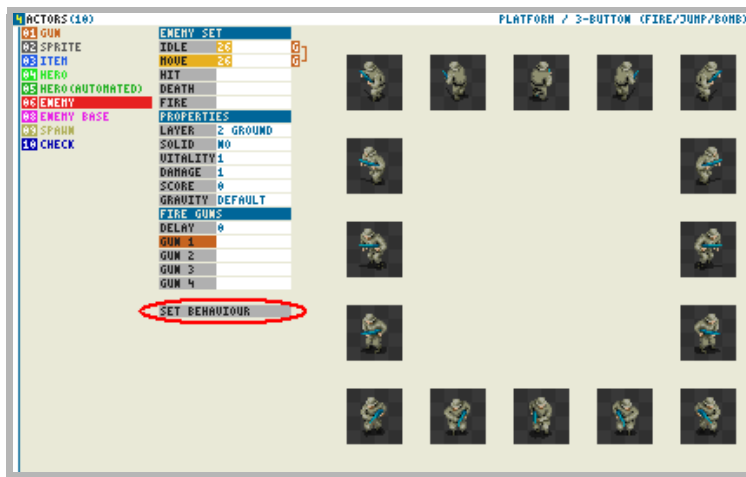 4 ACTORS(10)
PLATFORM / 3-BUTTON (FIRE/JUMP/BOMB)
01 GUN
02 SPRITE
03 ITEM
04 HERO
05 HERO(AUTOMATED)
06 ENEMY
08 ENEMY BASE
09 SPAWN
10 CHECK
ENEMY SET
IDLE 26 G
MOVE 26 G
HIT
DEATH
FIRE
PROPERTIES
LAYER 2 GROUND
SOLID NO
VITALITY 1
DAMAGE 1
SCORE 0
GRAVITY DEFAULT
FIRE GUNS
DELAY 0
GUN 1
GUN 2
GUN 3
GUN 4
SET BEHAVIOUR